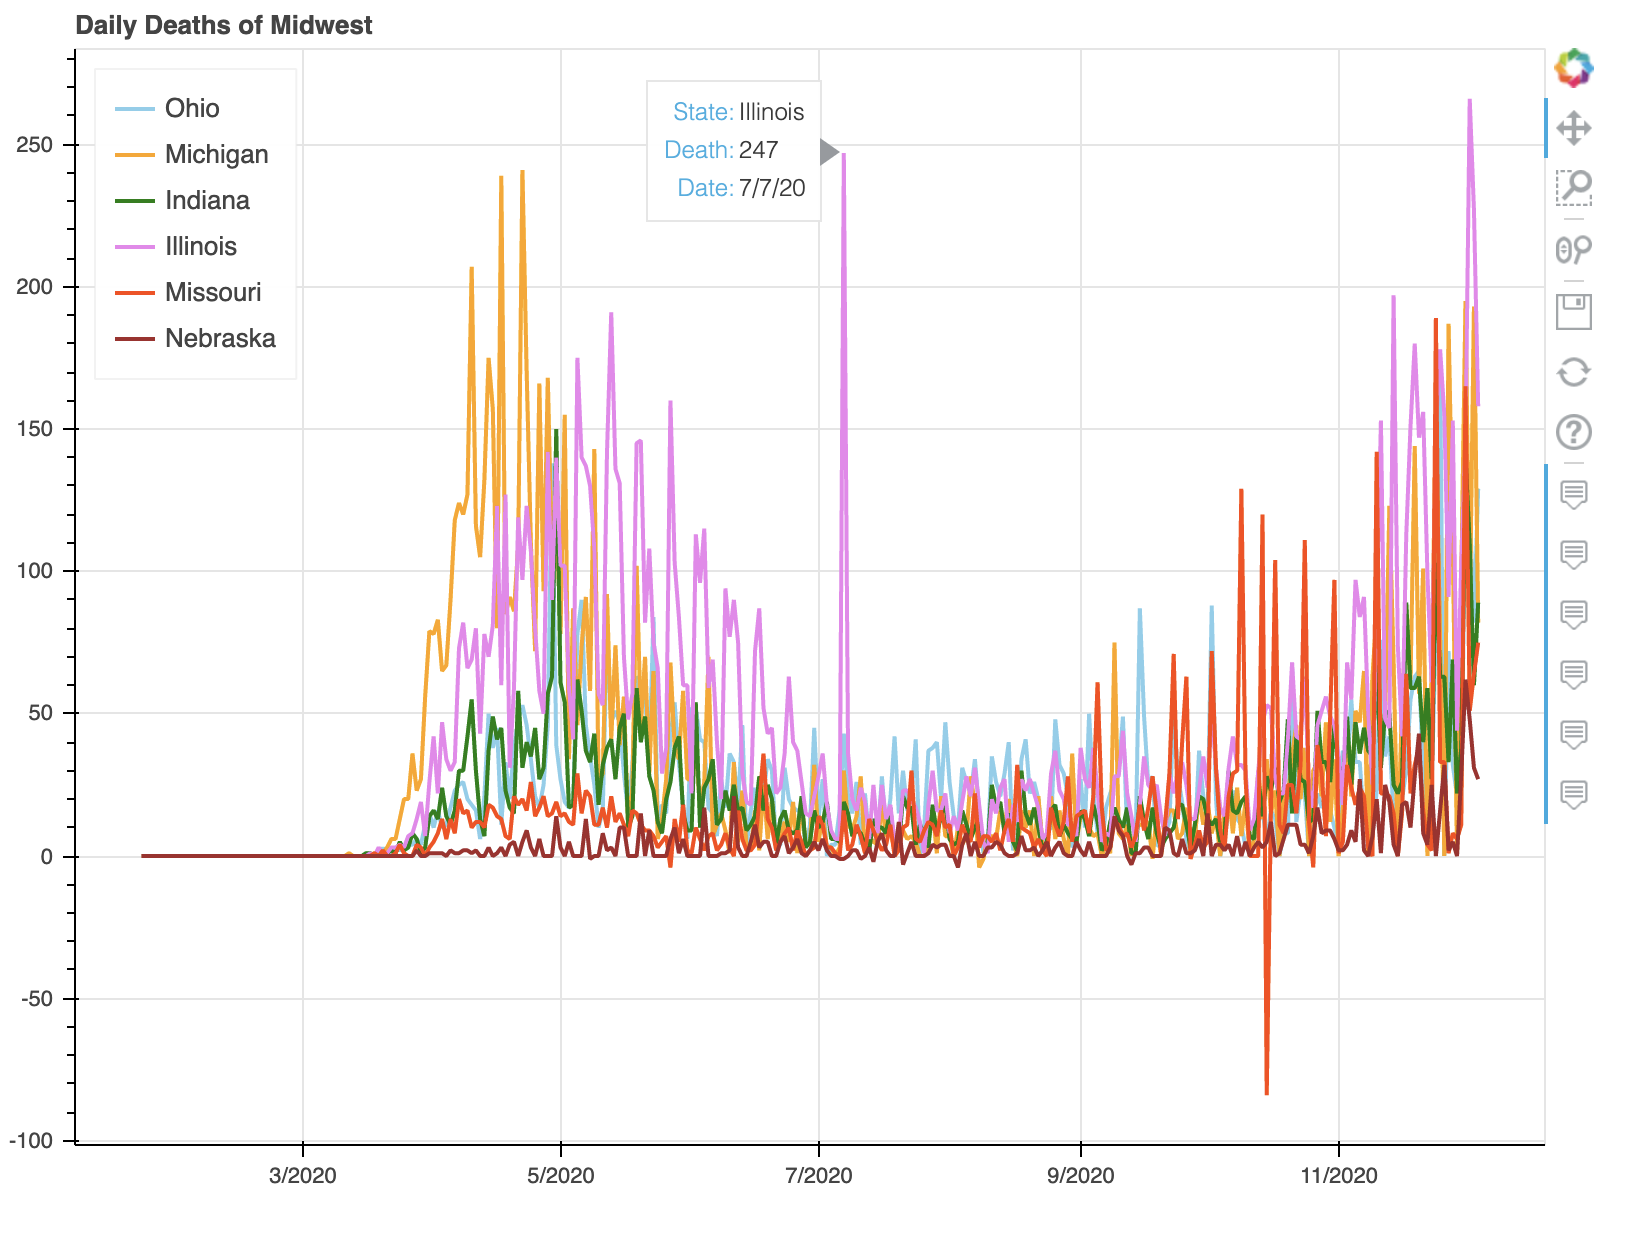 Daily Deaths of Midwest
Ohio
Michigan
Indiana
Illinois
Missouri
Nebraska
State: Illinois
Death: 247
Date: 7/7/20
250
200
150
100
50
0
-50
-100
3/2020
5/2020
7/2020
9/2020
11/2020